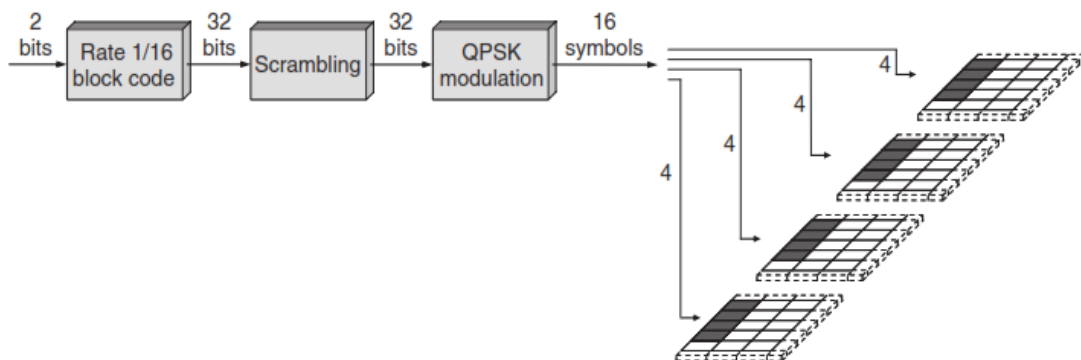 2
bits
Rate 1/16
block code
32
bits
Scrambling
32
bits
QPSK
modulation
16
symbols
4
4
4
4